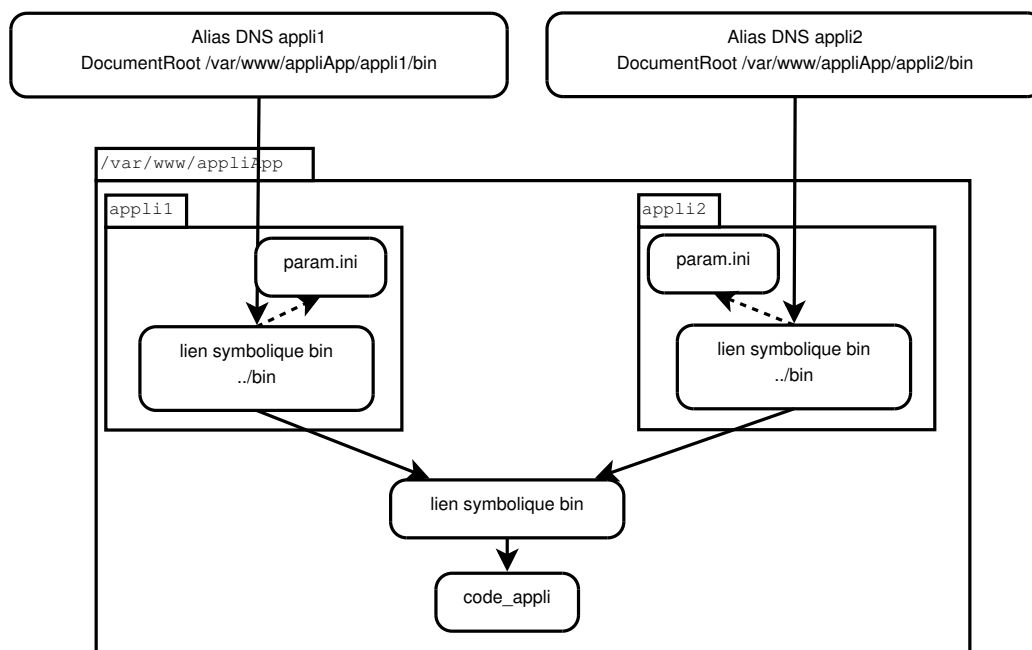 Alias DNS appli1
DocumentRoot /var/www/appliApp/appli1/bin
Alias DNS appli2
DocumentRoot /var/www/appliApp/appli2/bin
/var/www/appliApp
appli1
appli2
param.ini
param.ini
lien symbolique bin
../bin
lien symbolique bin
../bin
lien symbolique bin
code_appli